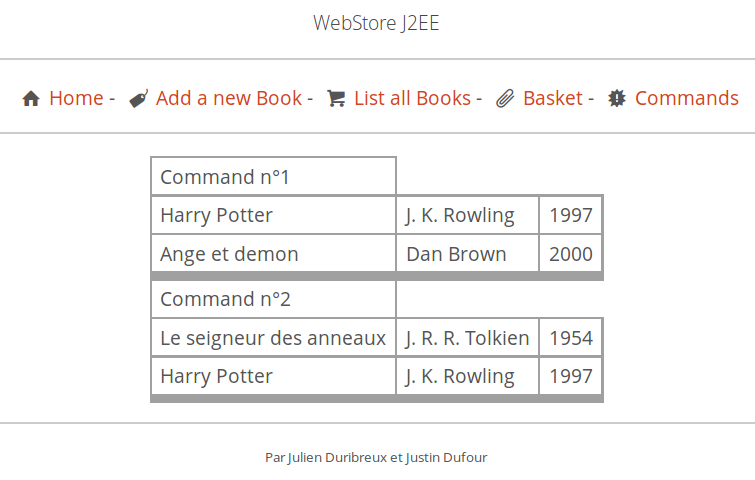 WebStore J2EE
Home - Add a new Book - List all Books - Basket - Commands
Command n°1
Harry Potter J. K. Rowling 1997
Ange et demon Dan Brown 2000
Command n°2
Le seigneur des anneaux J. R. R. Tolkien 1954
Harry Potter J. K. Rowling 1997
Par Julien Duribreux et Justin Dufour